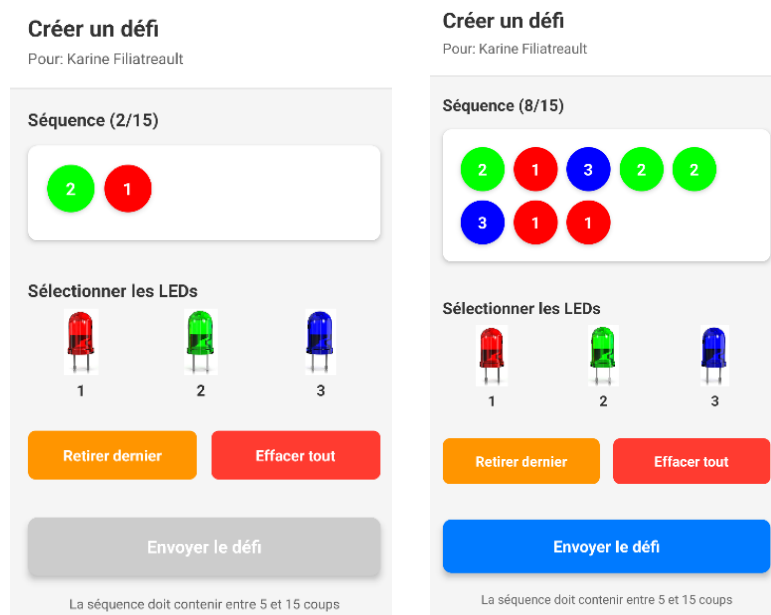 Créer un défi
Pour: Karine Filiatreault
Séquence (2/15)
2 1
Sélectionner les LEDs
1 2 3
Retirer dernier Effacer tout
Envoyer le défi
La séquence doit contenir entre 5 et 15 coups
Créer un défi
Pour: Karine Filiatreault
Séquence (8/15)
2 1 3 2 2
3 1 1
Sélectionner les LEDs
1 2 3
Retirer dernier Effacer tout
Envoyer le défi
La séquence doit contenir entre 5 et 15 coups